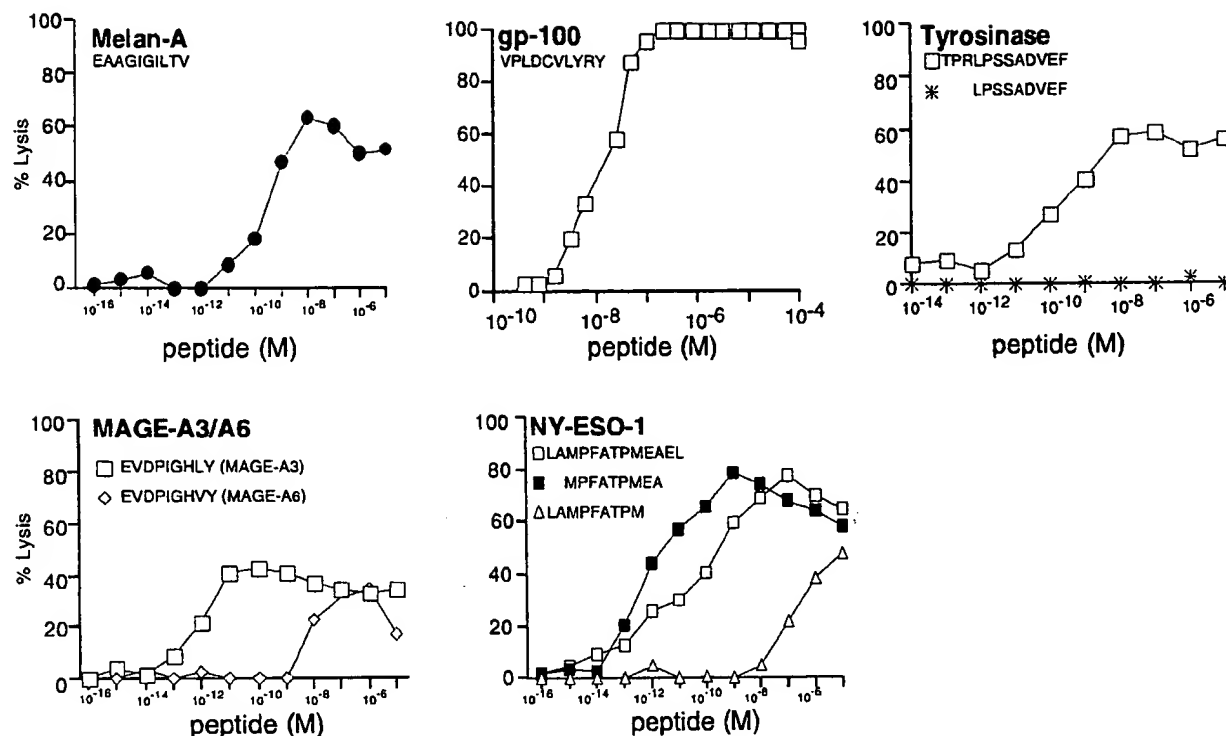 Melan-A
EAAGIGILTV
100
80
60
40
20
0
% Lysis
10-16
10-14
10-12
10-10
10-8
10-6
peptide (M)
gp-100
VPLDCVLYRY
100
80
60
40
20
0
10-10
10-8
10-6
10-4
peptide (M)
Tyrosinase
TPRLPSSADVEF
LPSSADVEF
100
80
60
40
20
0
10-14
10-12
10-10
10-8
10-6
peptide (M)
MAGE-A3/A6
EVDPIGHLY (MAGE-A3)
EVDPIGHVY (MAGE-A6)
100
80
60
40
20
0
% Lysis
10-16
10-14
10-12
10-10
10-8
10-6
peptide (M)
NY-ESO-1
LAMPFATPMEAEL
MPFATPMEA
LAMPFATPM
100
80
60
40
20
0
10-16
10-14
10-12
10-10
10-8
10-6
peptide (M)